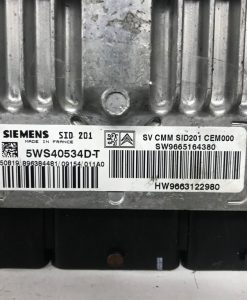 SIEMENS SID 201
MADE IN FRANCE
5WS40534D-T
SV CMM SID201 CEM000
SW9665164380
HW9663122980